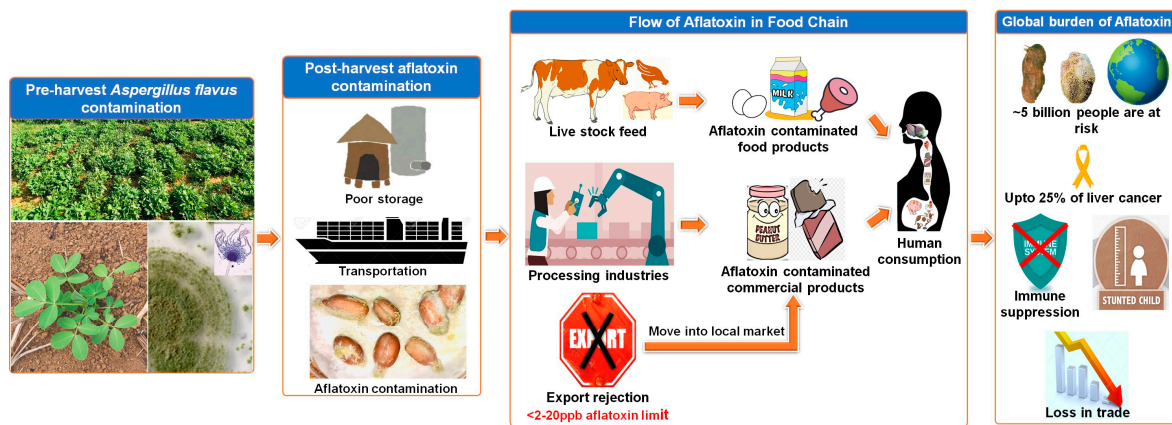 Pre-harvest Aspergillus flavus
contamination
Post-harvest aflatoxin
contamination
Poor storage
Transportation
Aflatoxin contamination
Flow of Aflatoxin in Food Chain
Live stock feed
MILK
Aflatoxin contaminated
food products
Processing industries
PEANUT
GUTTER
Aflatoxin contaminated
commercial products
Human
consumption
EXPORT
Move into local market
Export rejection
<2-20ppb aflatoxin limit
Global burden of Aflatoxin
~5 billion people are at
risk
Upto 25% of liver cancer
IMMUNE
SYSTEM
Immune
suppression
STUNTED CHILD
Loss in trade